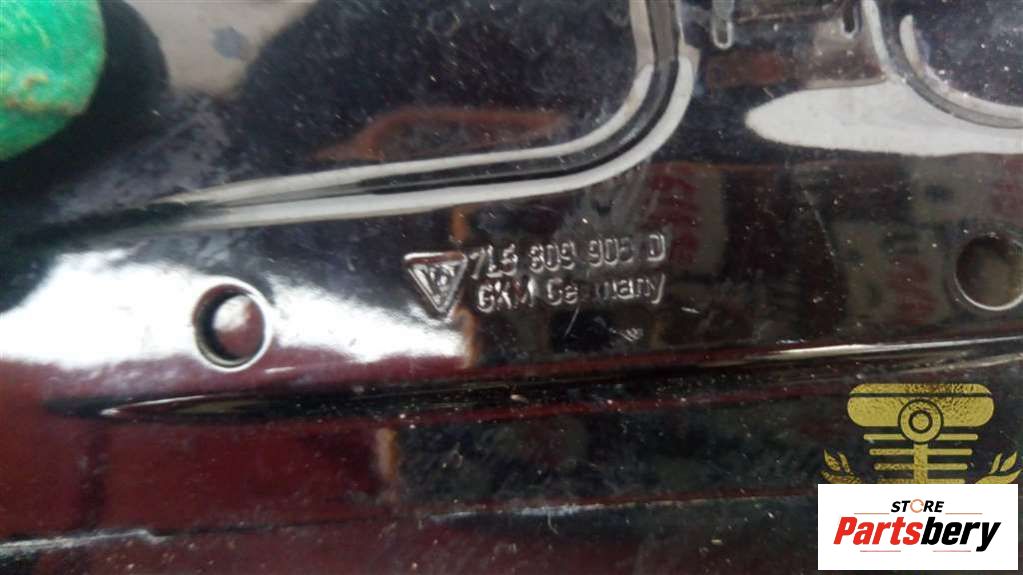 7L5 809 905 D
GKM Germany
STORE
Partsbery